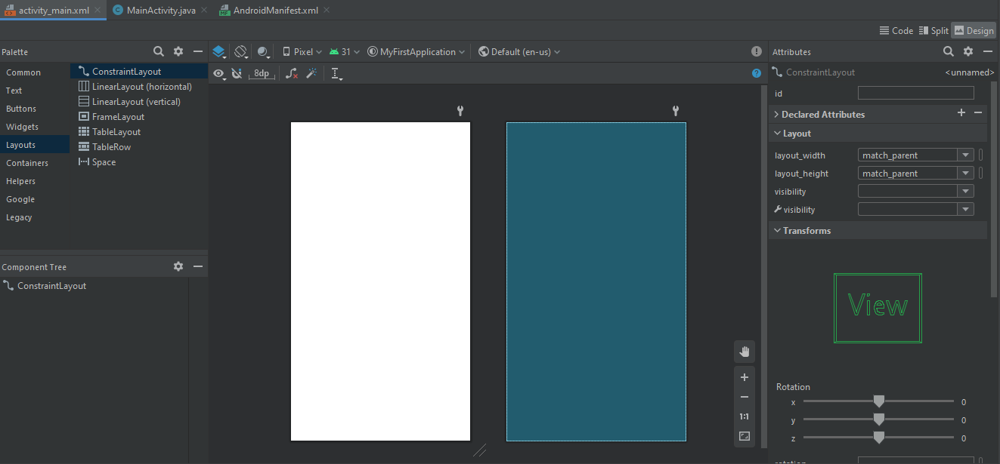 activity_main.xml
MainActivity.java
AndroidManifest.xml
Code
Split
Design
Palette
Common
Text
Buttons
Widgets
Layouts
Containers
Helpers
Google
Legacy
ConstraintLayout
LinearLayout (horizontal)
LinearLayout (vertical)
FrameLayout
TableLayout
TableRow
Space
Component Tree
ConstraintLayout
Pixel
31
MyFirstApplication
Default (en-us)
8dp
1:1
Attributes
ConstraintLayout
<unnamed>
id
Declared Attributes
Layout
layout_width match_parent
layout_height match_parent
visibility
visibility
Transforms
View
Rotation
x 0
y 0
z 0